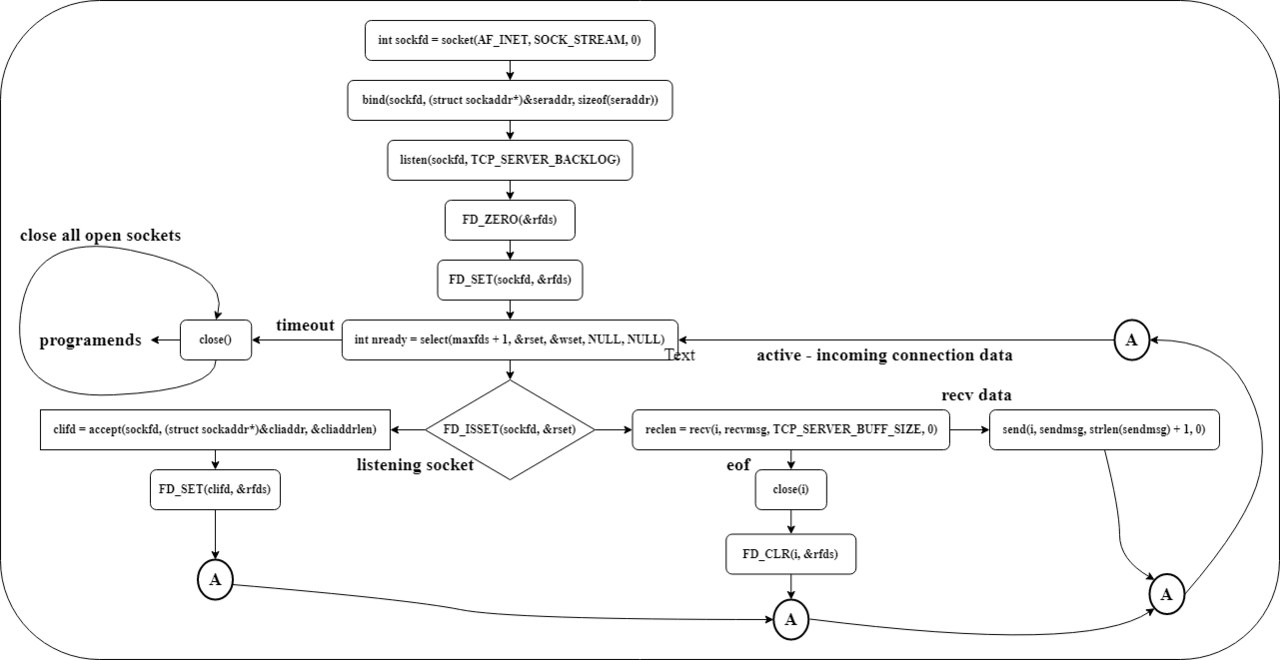 int sockfd = socket(AF_INET, SOCK_STREAM, 0)
bind(sockfd, (struct sockaddr*)&seraddr, sizeof(seraddr))
listen(sockfd, TCP_SERVER_BACKLOG)
FD_ZERO(&rfds)
close all open sockets
FD_SET(sockfd, &rfds)
timeout
programends
close()
int nready = select(maxfds + 1, &rset, &wset, NULL, NULL)
Text
active - incoming connection data
A
recv data
clifd = accept(sockfd, (struct sockaddr*)&cliaddr, &cliaddrlen)
FD_ISSET(sockfd, &rset)
reclen = recv(i, recvmsg, TCP_SERVER_BUFF_SIZE, 0)
send(i, sendmsg, strlen(sendmsg) + 1, 0)
listening socket
eof
FD_SET(clifd, &rfds)
close(i)
FD_CLR(i, &rfds)
A
A
A